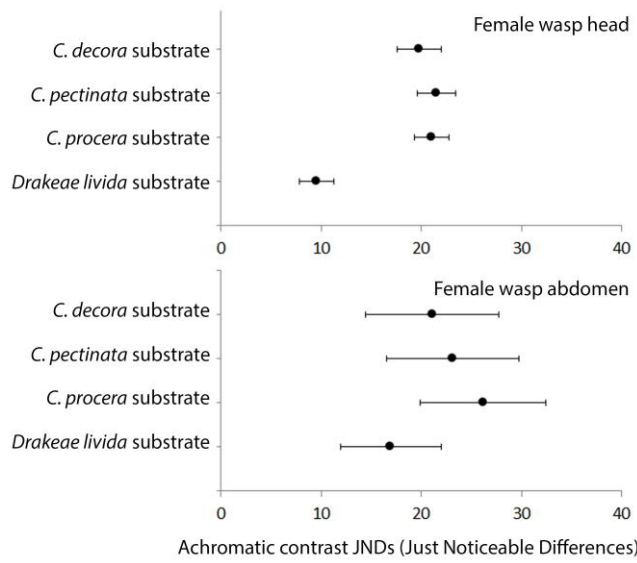 Female wasp head
C. decora substrate
C. pectinata substrate
C. procera substrate
Drakeae livida substrate
0 10 20 30 40
Female wasp abdomen
C. decora substrate
C. pectinata substrate
C. procera substrate
Drakeae livida substrate
0 10 20 30 40
Achromatic contrast JNDs (Just Noticeable Differences)